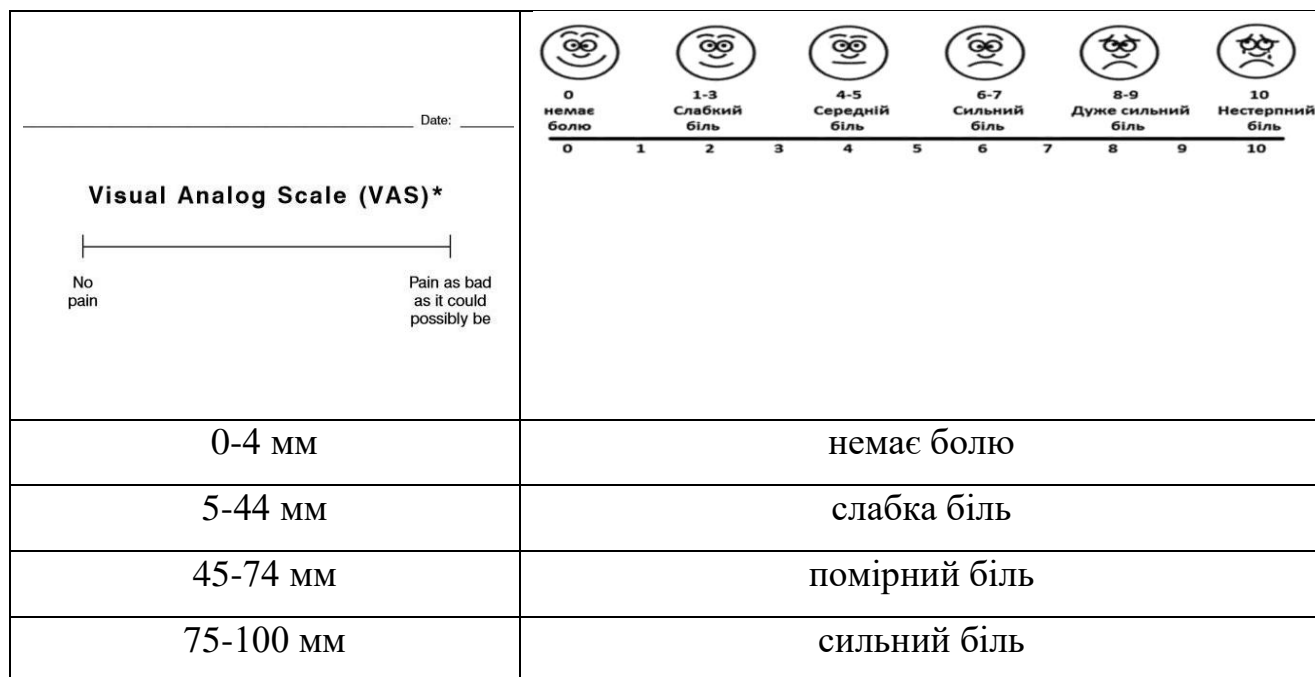 Date:
Visual Analog Scale (VAS)*
No
pain
Pain as bad
as it could
possibly be
0
немає
болю
1-3
Слабкий
біль
4-5
Середній
біль
6-7
Сильний
біль
8-9
Дуже сильний
біль
10
Нестерпний
біль
0 1 2 3 4 5 6 7 8 9 10
0-4 мм немає болю
5-44 мм слабка біль
45-74 мм помірний біль
75-100 мм сильний біль